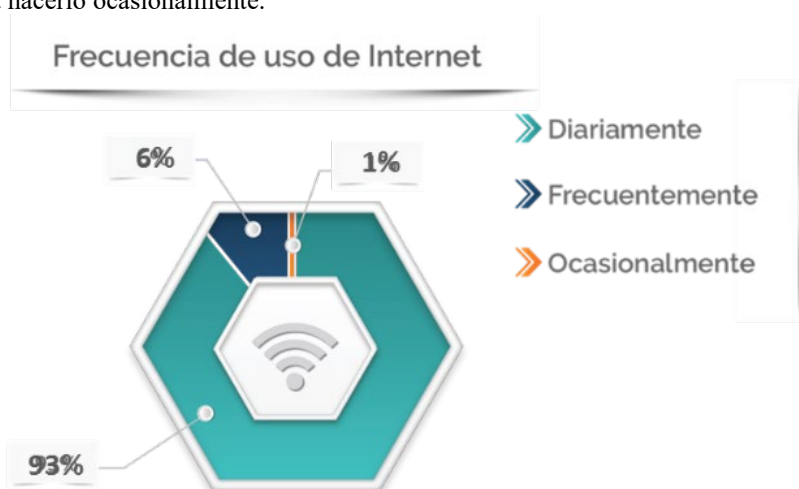 hacerlo ocasionalmente.
Frecuencia de uso de Internet
6%
1%
Diariamente
Frecuentemente
Ocasionalmente
93%